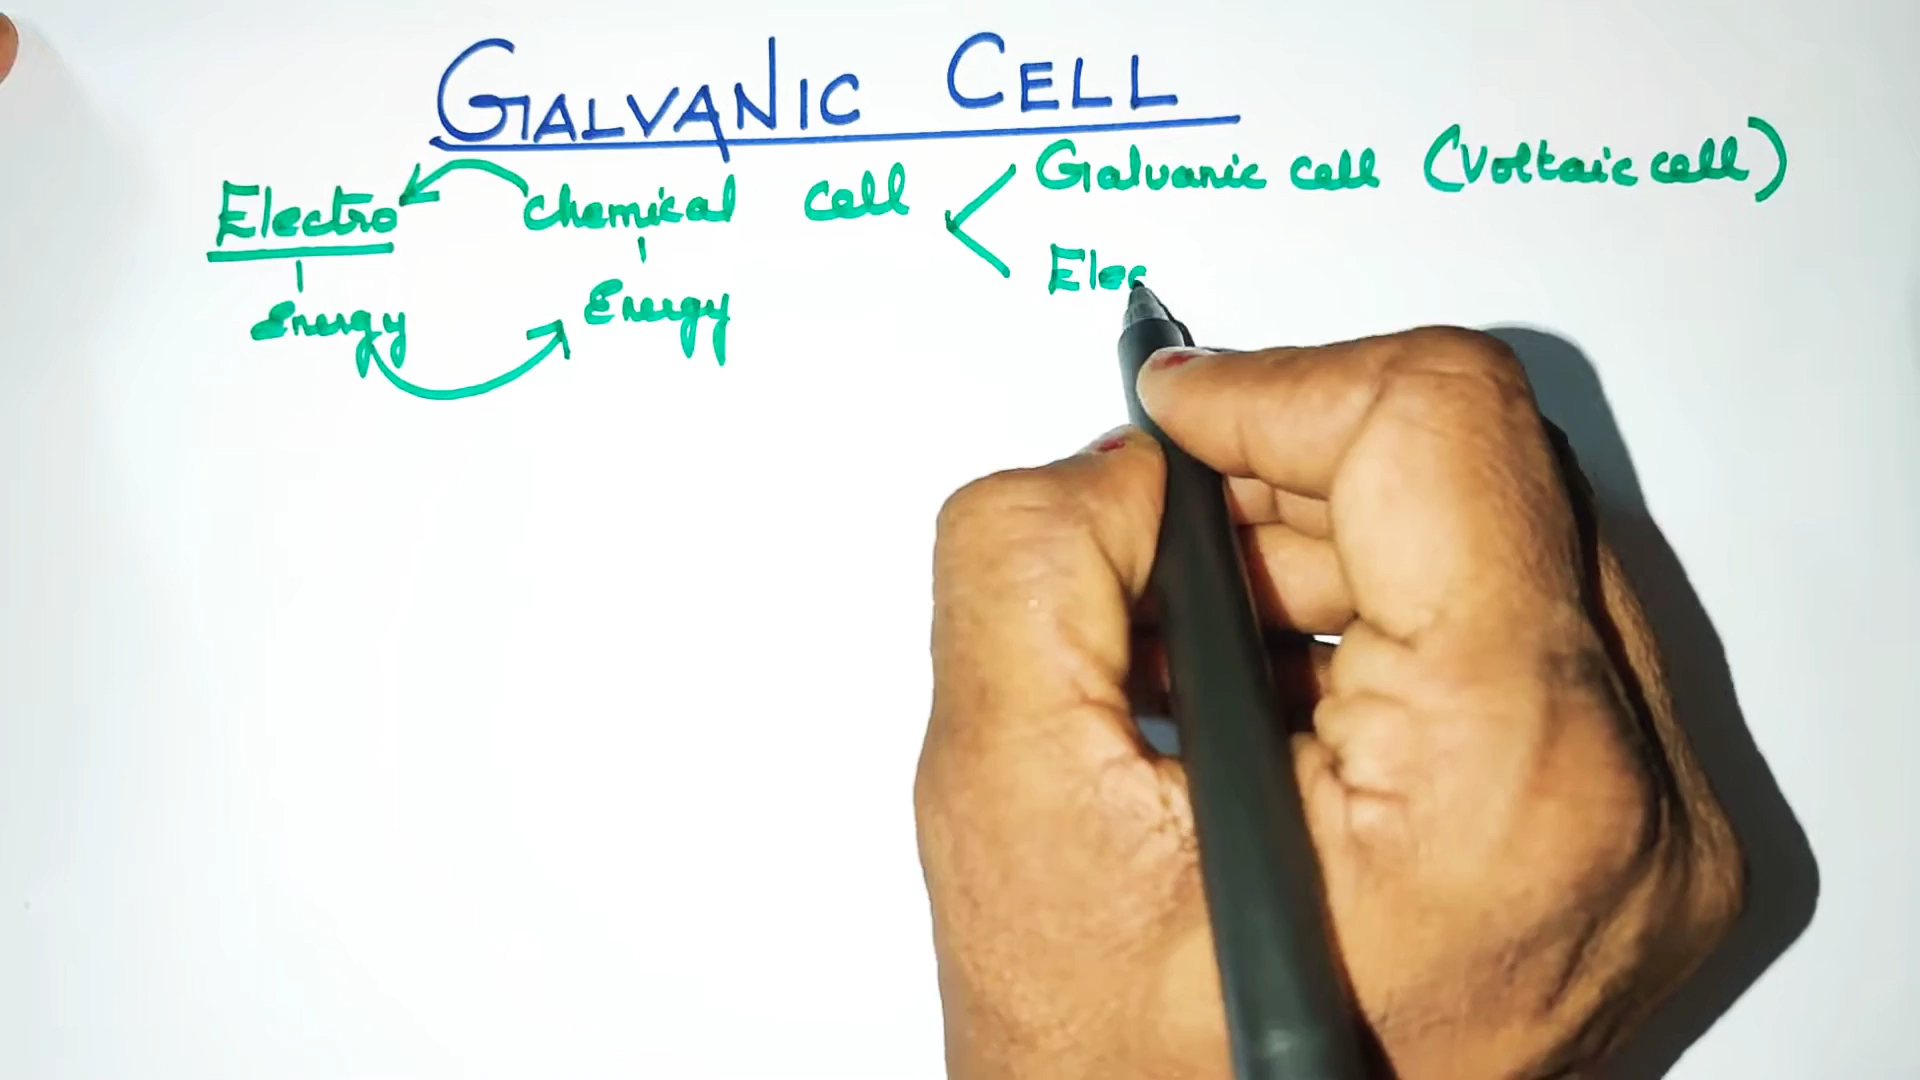 GALVANIC CELL
Electro chemical cell
Galvanic cell (Voltaic cell)
Elec
Energy
Energy